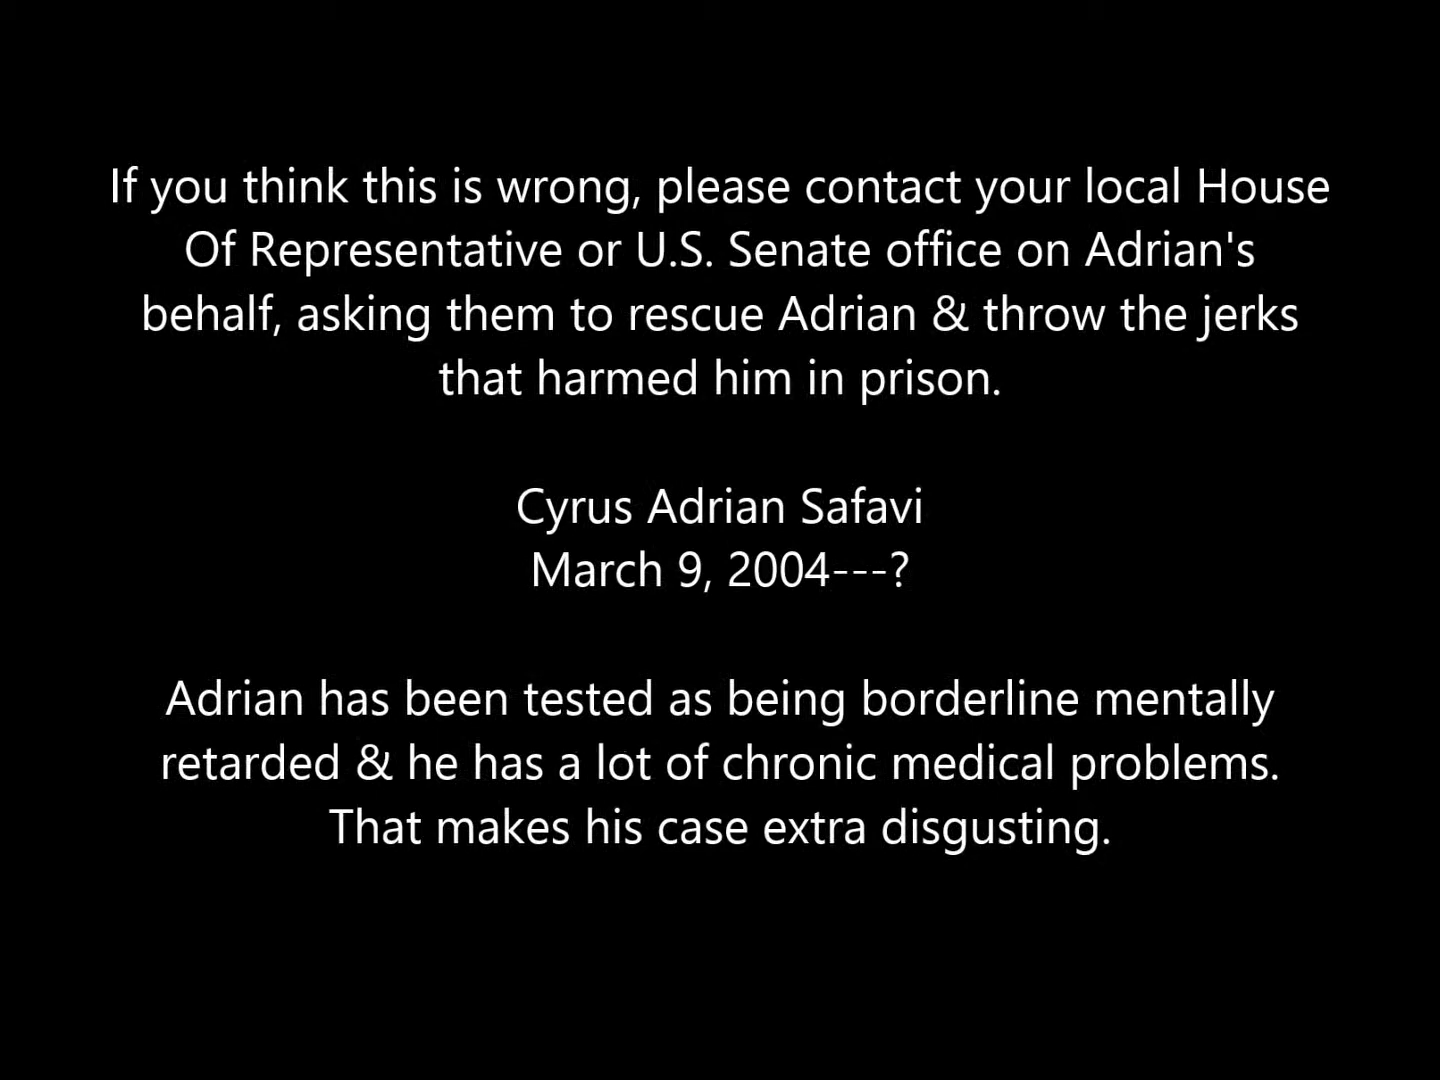 If you think this is wrong, please contact your local House
Of Representative or U.S. Senate office on Adrian's
behalf, asking them to rescue Adrian & throw the jerks
that harmed him in prison.
Cyrus Adrian Safavi
March 9, 2004---?
Adrian has been tested as being borderline mentally
retarded & he has a lot of chronic medical problems.
That makes his case extra disgusting.